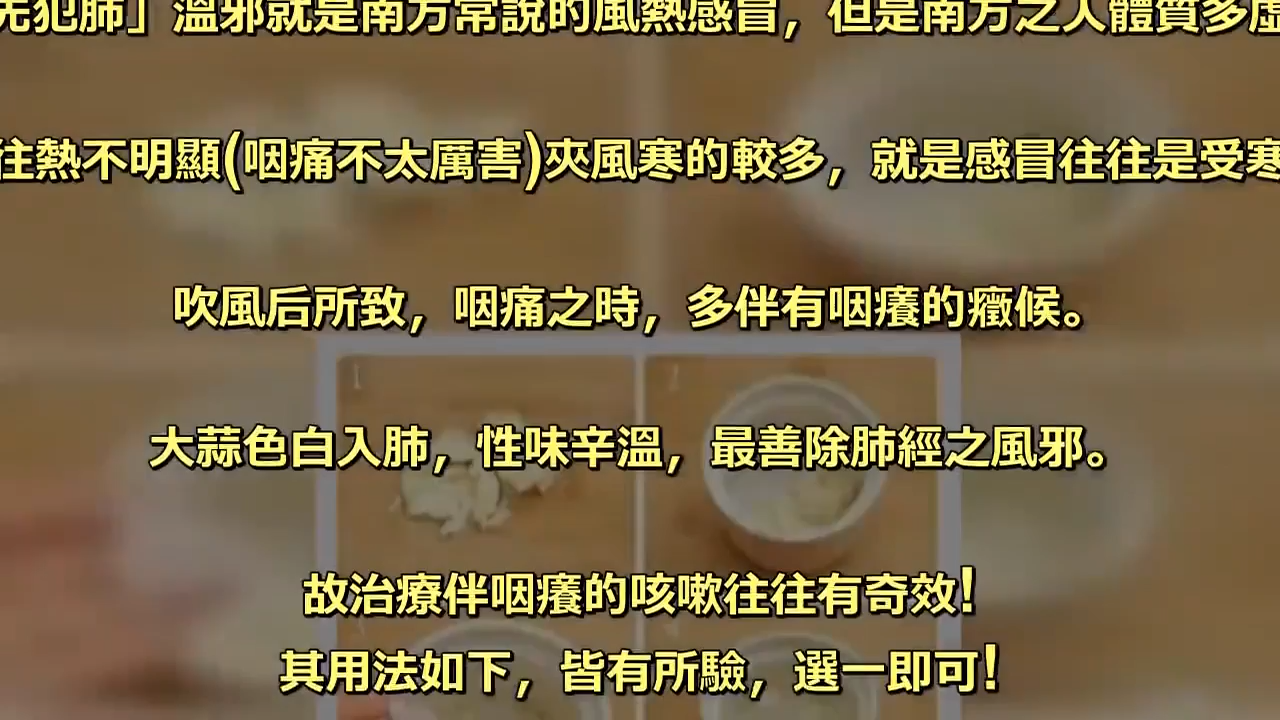 先犯肺」溫邪就是南方常說的風熱感冒，但是南方之人體質多虛
往熱不明顯(咽痛不太厲害)夾風寒的較多，就是感冒往往是受寒
吹風后所致，咽痛之時，多伴有咽癢的癥候。
大蒜色白入肺，性味辛溫，最善除肺經之風邪。
故治療伴咽癢的咳嗽往往有奇效！
其用法如下，皆有所驗，選一即可！
1
2